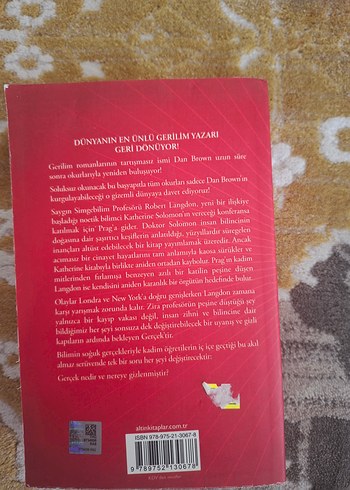 DÜNYANIN EN ÜNLÜ GERİLİM YAZARI
GERİ DÖNÜYOR!
Gerilim romanlarının tartışmasız ismi Dan Brown uzun süre
sonra okurlarıyla yeniden buluşuyor!
Soluksuz okunacak bu başyapıtla tüm okurları sadece Dan Brown'ın
kurgulayabileceği o gizemli dünyaya davet ediyoruz!
Saygın Simgebilim Profesörü Robert Langdon, yeni bir ilişkiye
başladığı noetik bilimci Katherine Solomon'ın vereceği konferansa
katılmak için Prag'a gider. Doktor Solomon insan bilincinin
doğasına dair şaşırtıcı keşiflerin anlatıldığı, yüzyıllardır süregelen
inançları altüst edebilecek bir kitap yayımlamak üzeredir. Ancak
acımasız bir cinayet hayatlarını tam anlamıyla kaosa sürükler ve
Katherine kitabıyla birlikte aniden ortadan kaybolur. Prag'ın kadim
mitlerinden fırlamışa benzeyen azılı bir katilin peşine düşen
Langdon ise kendisini aniden karanlık bir örgütün hedefinde bulur.
Olaylar Londra ve New York'a doğru genişlerken Langdon zamana
karşı yarışmak zorunda kalır. Zira profesörün peşine düştüğü şey
yalnızca bir kayıp vakası değil, insan zihni ve bilincine dair
bildiğimiz her şeyi sonsuza dek değiştirebilecek bir uyanış ve gizli
kapıların ardında bekleyen Gerçek'tir.
Bilimin soğuk gerçekleriyle kadim öğretilerin iç içe geçtiği bu akıl
almaz serüvende tek bir soru her şeyi değiştirecektir:
Gerçek nedir ve nereye gizlenmiştir?
altinkitaplar.com.tr
ISBN 978-975-21-3067-8
9 789752 130678